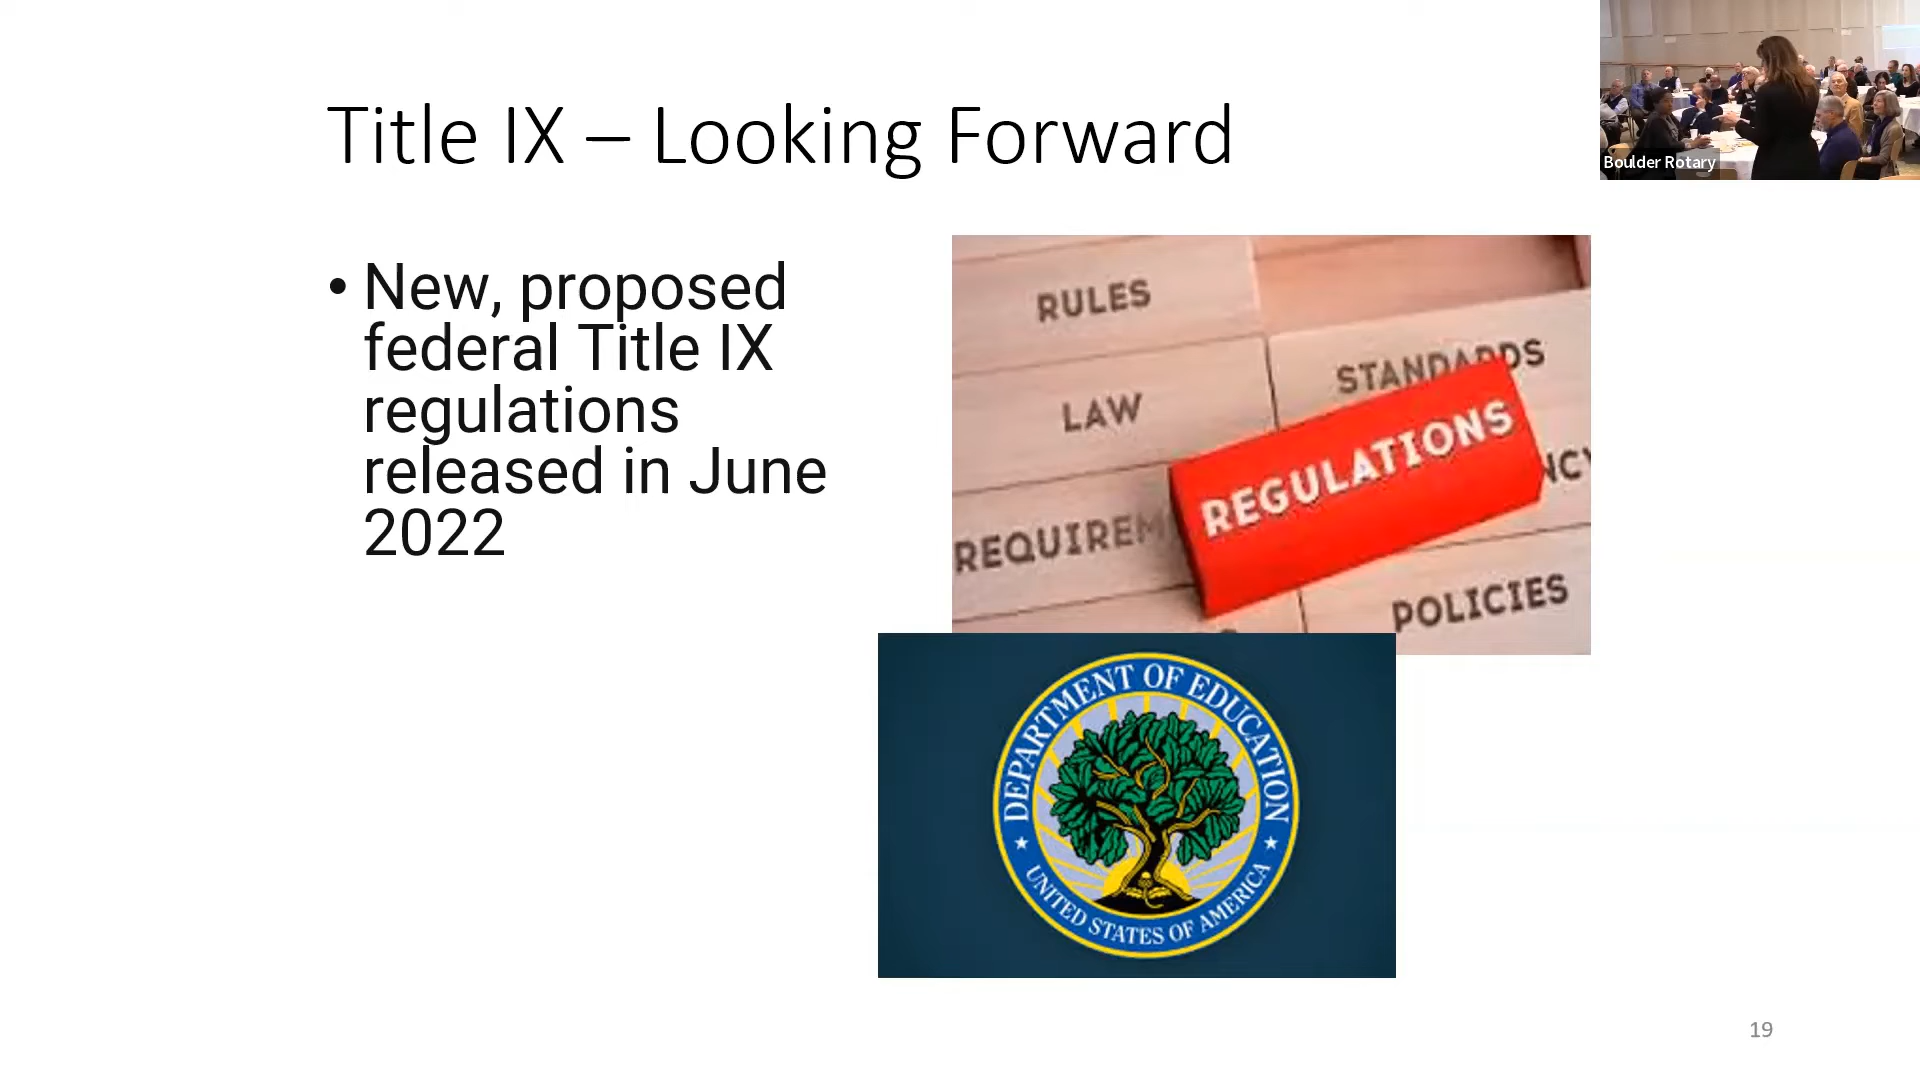 Title IX – Looking Forward
Boulder Rotary
• New, proposed
federal Title IX
regulations
released in June
2022
RULES
STANDARDS
LAW
REGULATIONS
REQUIREM
POLICIES
DEPARTMENT OF EDUCATION
UNITED STATES OF AMERICA
19